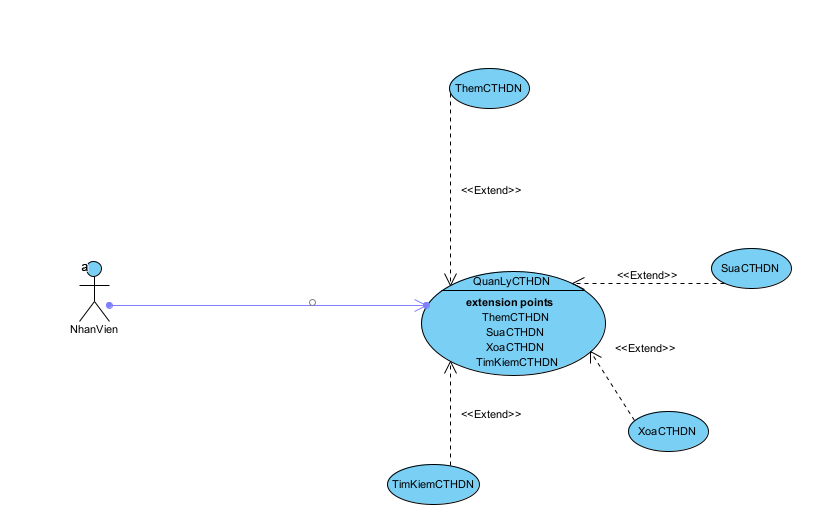 ThemCTHDN
<<Extend>>
a
NhanVien
QuanLyCTHDN
extension points
ThemCTHDN
SuaCTHDN
XoaCTHDN
TimKiemCTHDN
<<Extend>>
SuaCTHDN
<<Extend>>
XoaCTHDN
<<Extend>>
TimKiemCTHDN